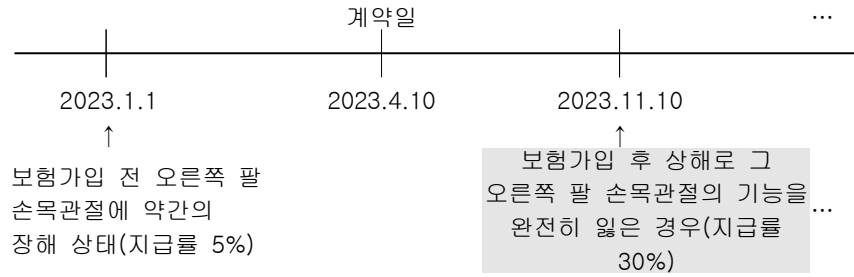 계약일
…
2023.1.1
2023.4.10
2023.11.10
↑
↑
보험가입 전 오른쪽 팔
손목관절에 약간의
장해 상태(지급률 5%)
보험가입 후 상해로 그
오른쪽 팔 손목관절의 기능을
완전히 잃은 경우(지급률
30%)
…